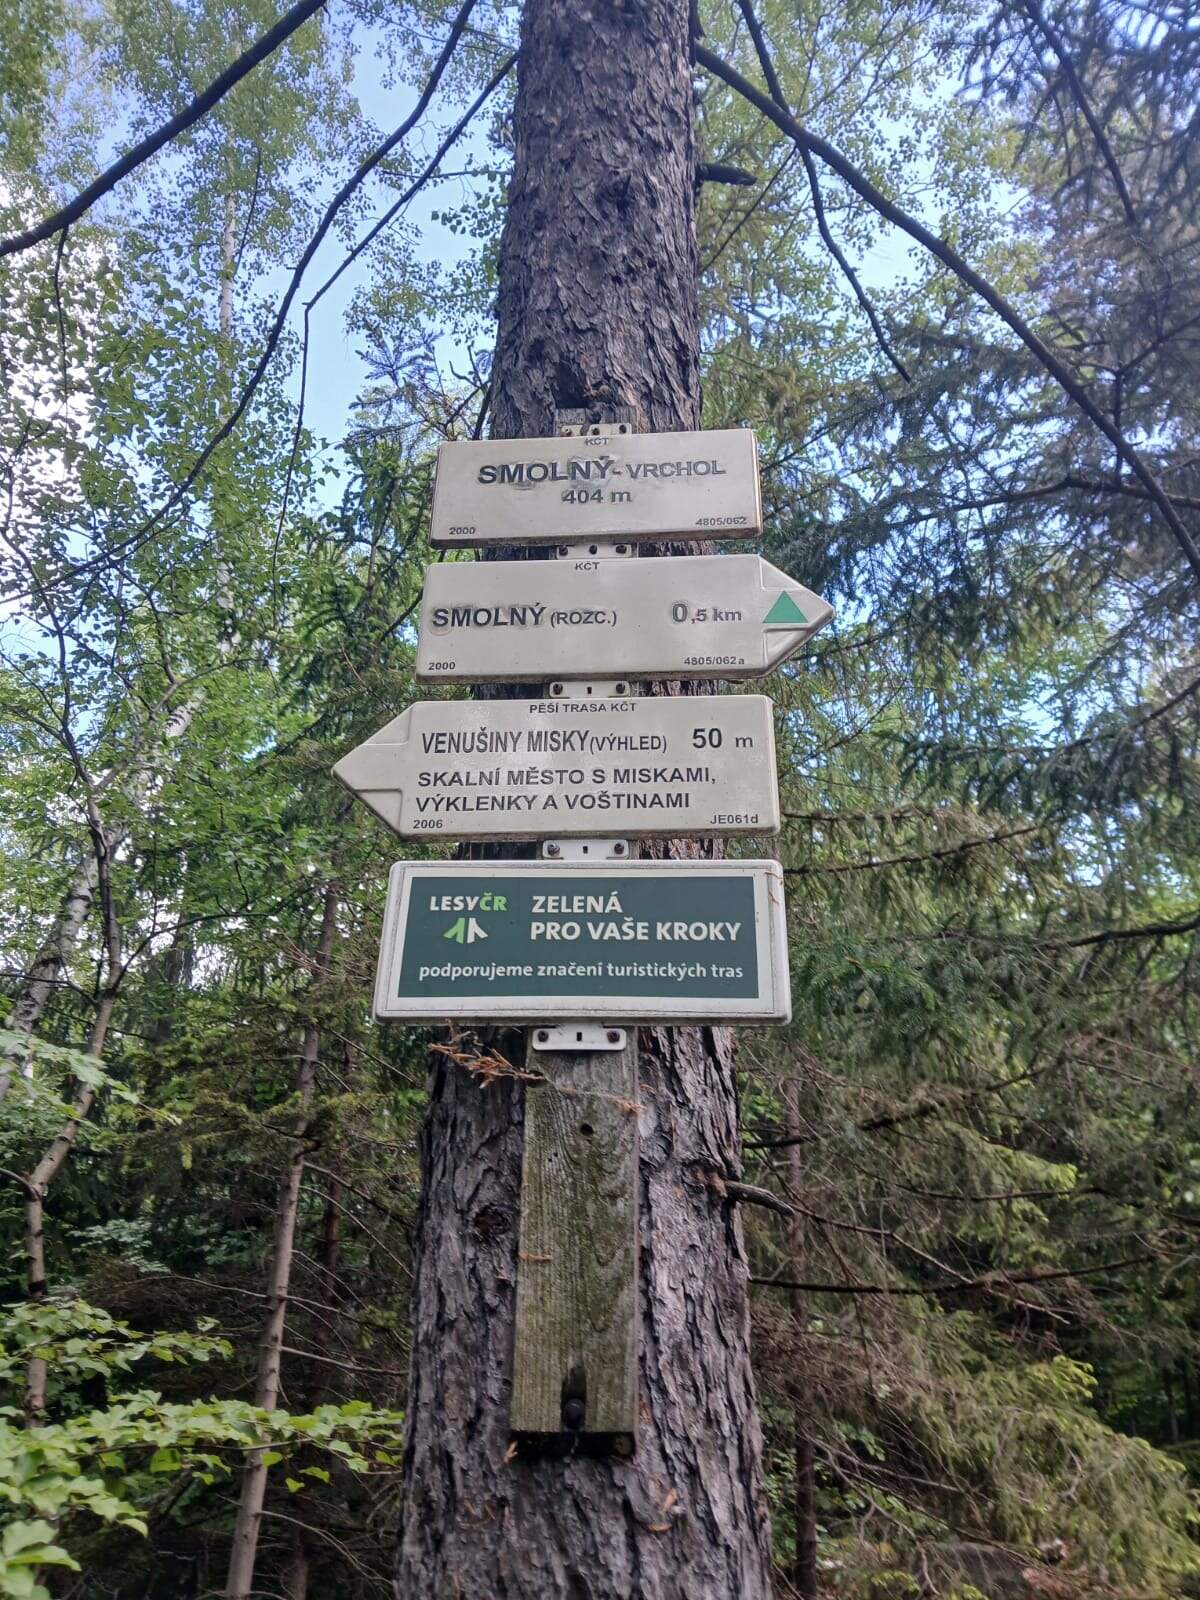 KČT
SMOLNÝ - VRCHOL
404 m
2000 4805/062
KČT
SMOLNÝ (ROZC.) 0,5 km
2000 4805/062a
PĚŠÍ TRASA KČT
VENUŠINY MISKY (VÝHLED) 50 m
SKALNÍ MĚSTO S MISKAMI,
VÝKLENKY A VOŠTINAMI
2006 JE061d
LESY ČR ZELENÁ
PRO VAŠE KROKY
podporujeme značení turistických tras